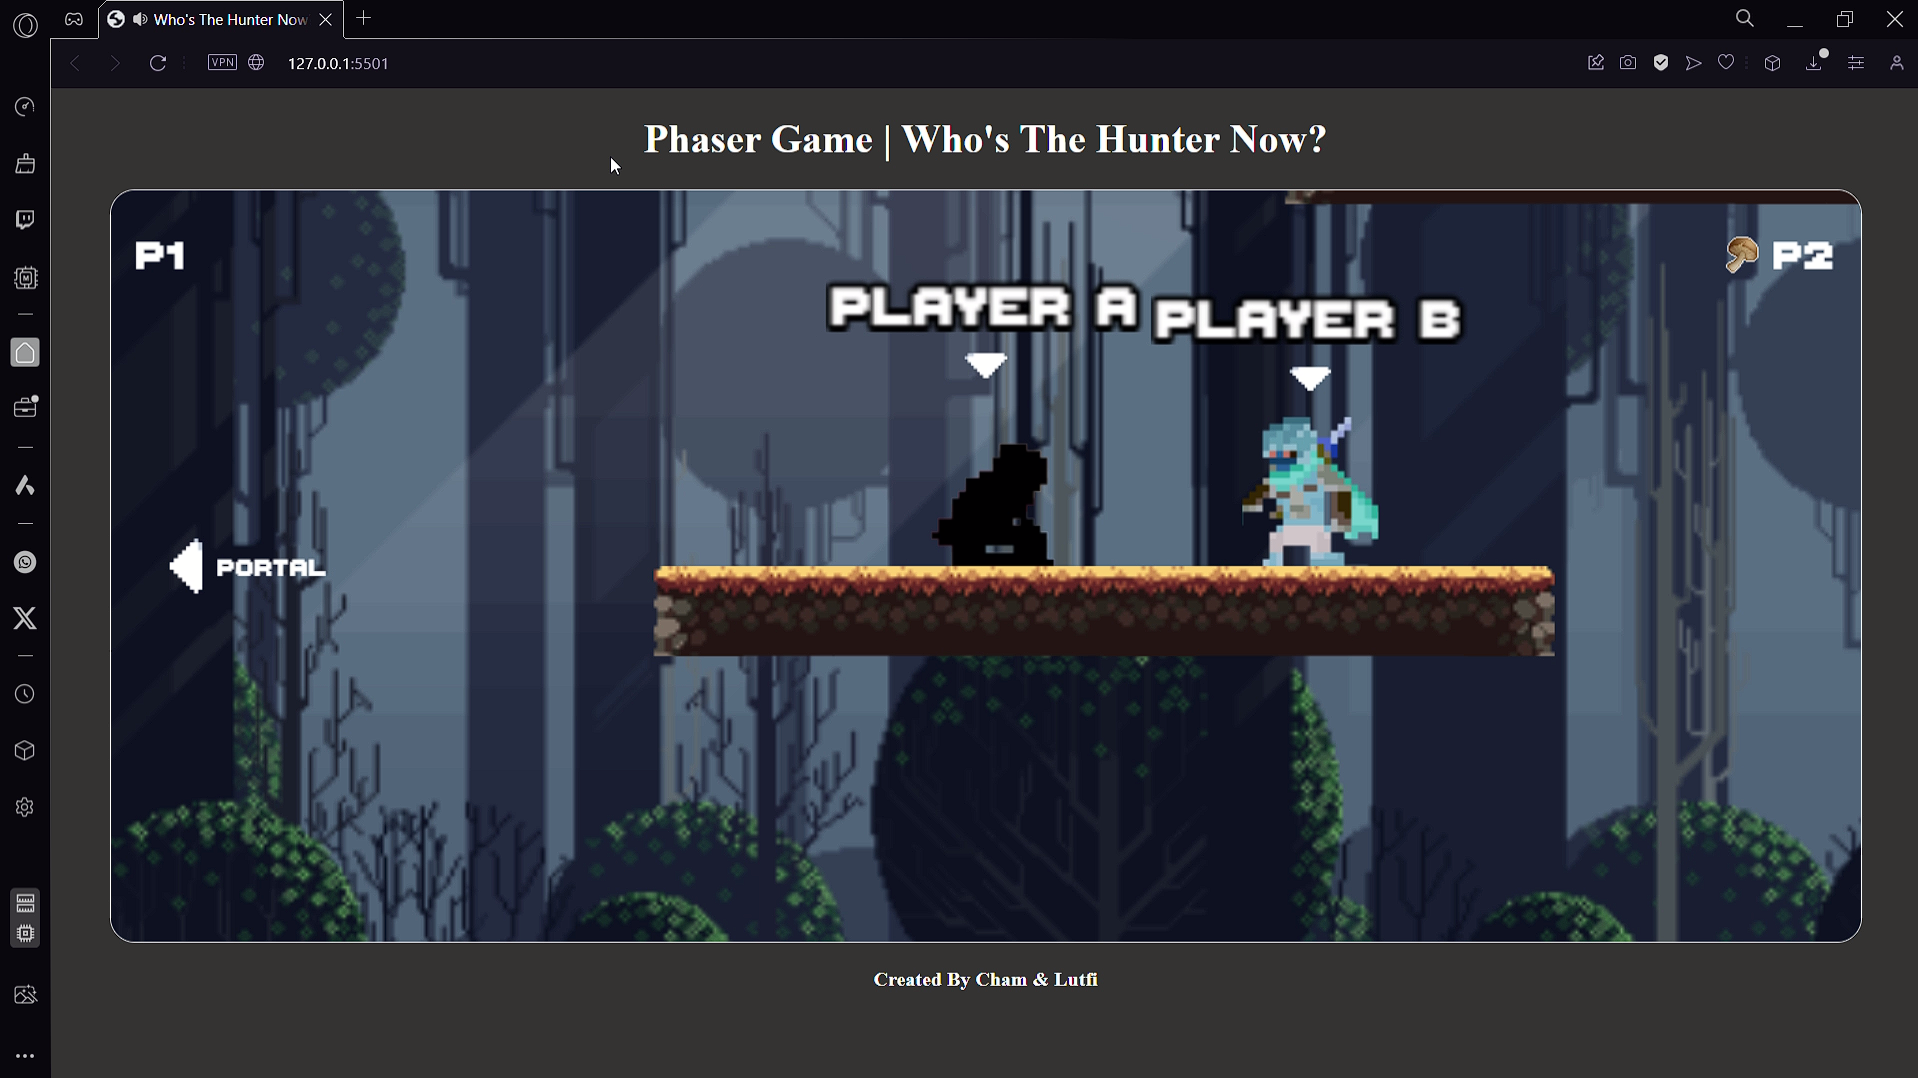 Who's The Hunter Now
VPN
127.0.0.1:5501
Phaser Game | Who's The Hunter Now?
P1
P2
PLAYER A
PLAYER B
PORTAL
Created By Cham & Lutfi